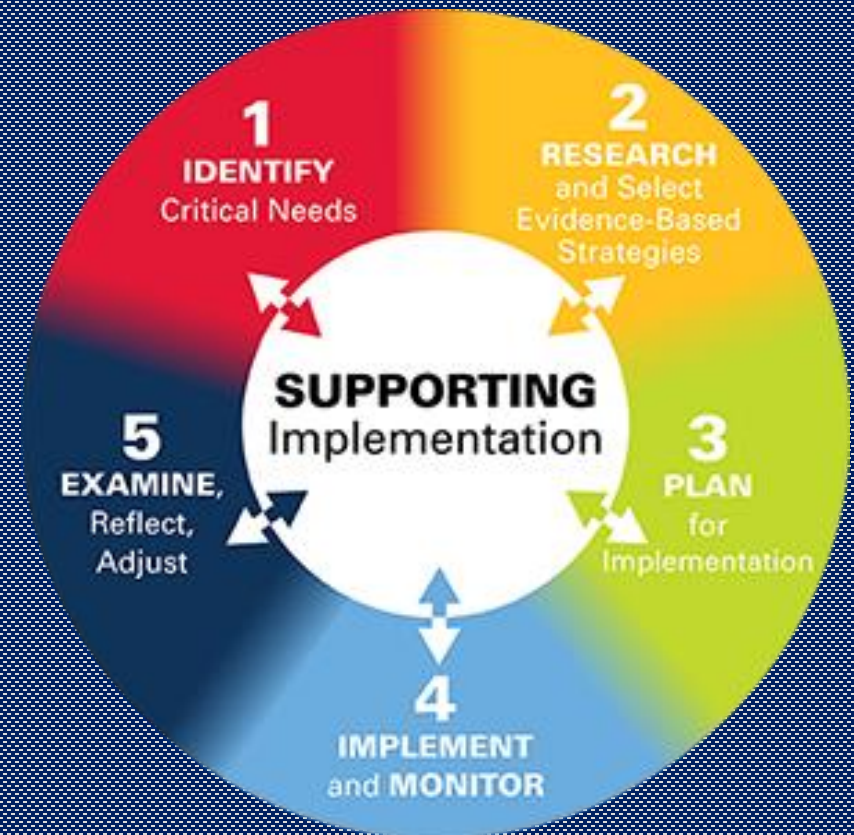 1
IDENTIFY
Critical Needs
2
RESEARCH
and Select
Evidence-Based
Strategies
3
PLAN
for
Implementation
4
IMPLEMENT
and MONITOR
5
EXAMINE,
Reflect,
Adjust
SUPPORTING
Implementation